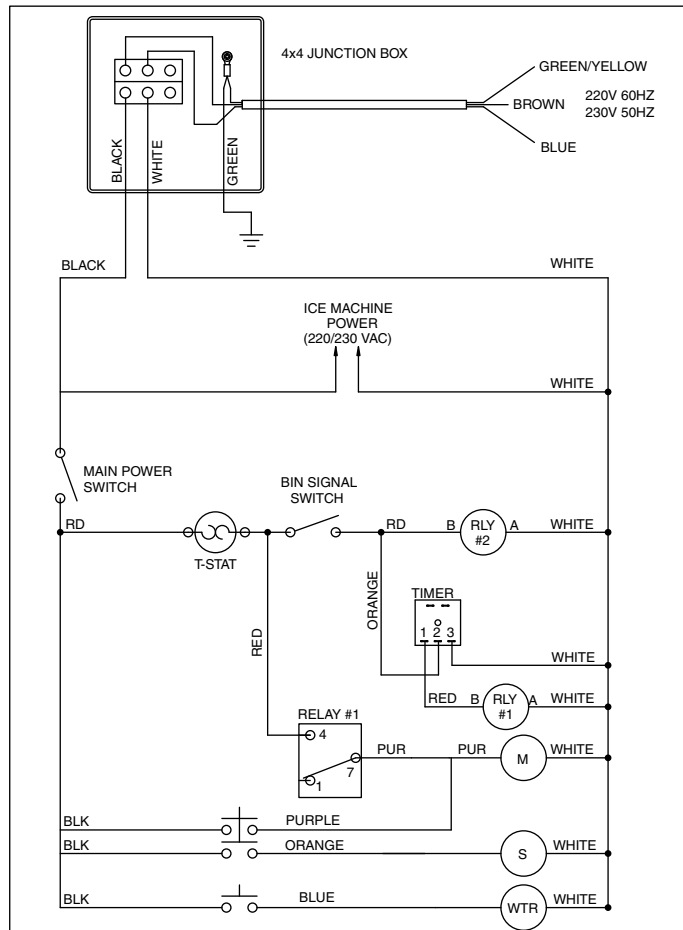 4x4 JUNCTION BOX
GREEN/YELLOW
BROWN
220V 60HZ
230V 50HZ
BLUE
BLACK
WHITE
GREEN
BLACK
WHITE
ICE MACHINE
POWER
(220/230 VAC)
WHITE
MAIN POWER
SWITCH
BIN SIGNAL
SWITCH
RD
T-STAT
RD
B
RLY
#2
A
WHITE
RED
ORANGE
TIMER
1 2 3
WHITE
RED
B
RLY
#1
A
WHITE
RELAY #1
4
7
1
PUR
PUR
M
WHITE
BLK
PURPLE
BLK
ORANGE
S
WHITE
BLK
BLUE
WTR
WHITE